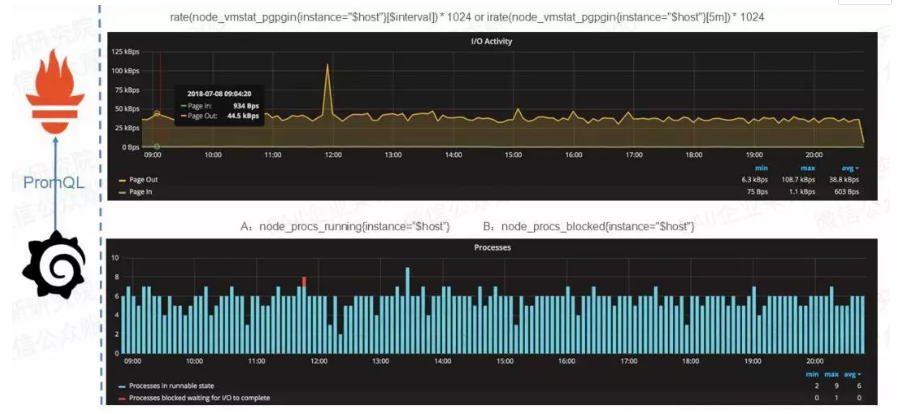 rate(node_vmstat_pgpgin{instance="$host"}[$interval]) * 1024 or irate(node_vmstat_pgpgin{instance="$host"}[5m]) * 1024
I/O Activity
125 kBps
100 kBps
75 kBps
50 kBps
25 kBps
0 Bps
2018-07-08 09:04:20
Page In: 934 Bps
Page Out: 44.5 kBps
09:00 10:00 11:00 12:00 13:00 14:00 15:00 16:00 17:00 18:00 19:00 20:00
min max avg
Page Out 6.3 kBps 108.7 kBps 38.8 kBps
Page In 75 Bps 1.1 kBps 603 Bps
PromQL
A: node_procs_running{instance="$host"} B: node_procs_blocked{instance="$host"}
Processes
10
8
6
4
2
0
09:00 10:00 11:00 12:00 13:00 14:00 15:00 16:00 17:00 18:00 19:00 20:00
min max avg
Processes in runnable state 2 9 6
Processes blocked waiting for I/O to complete 0 1 0